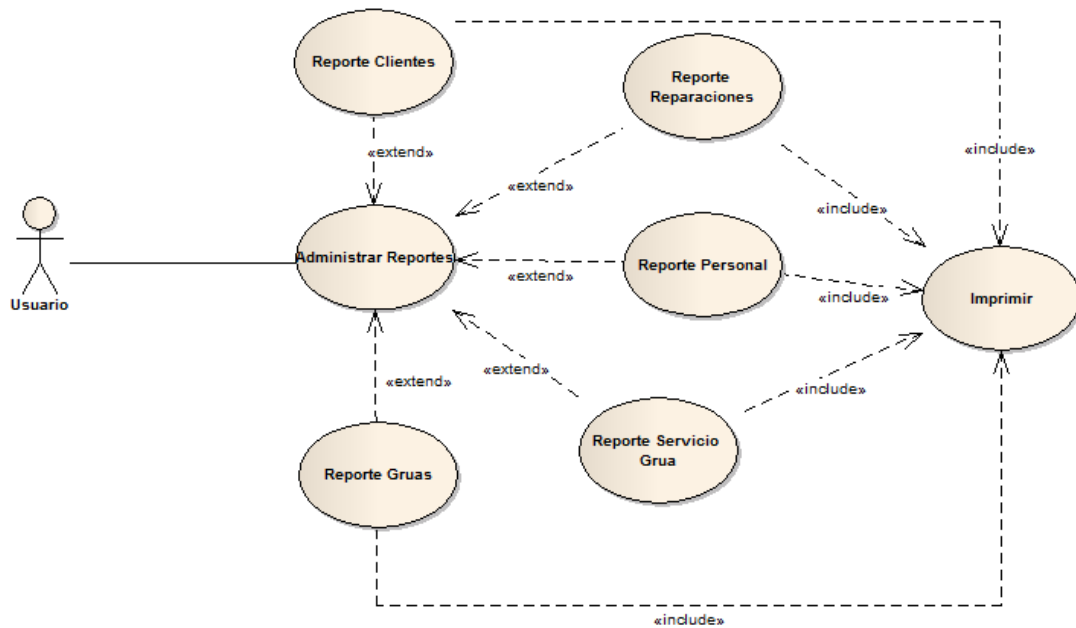 Reporte Clientes
Reporte
Reparaciones
«include»
«extend»
«extend»
«include»
Usuario
Administrar Reportes
«extend»
Reporte Personal
«include»
Imprimir
«extend»
«extend»
«include»
Reporte Gruas
Reporte Servicio
Grua
«include»